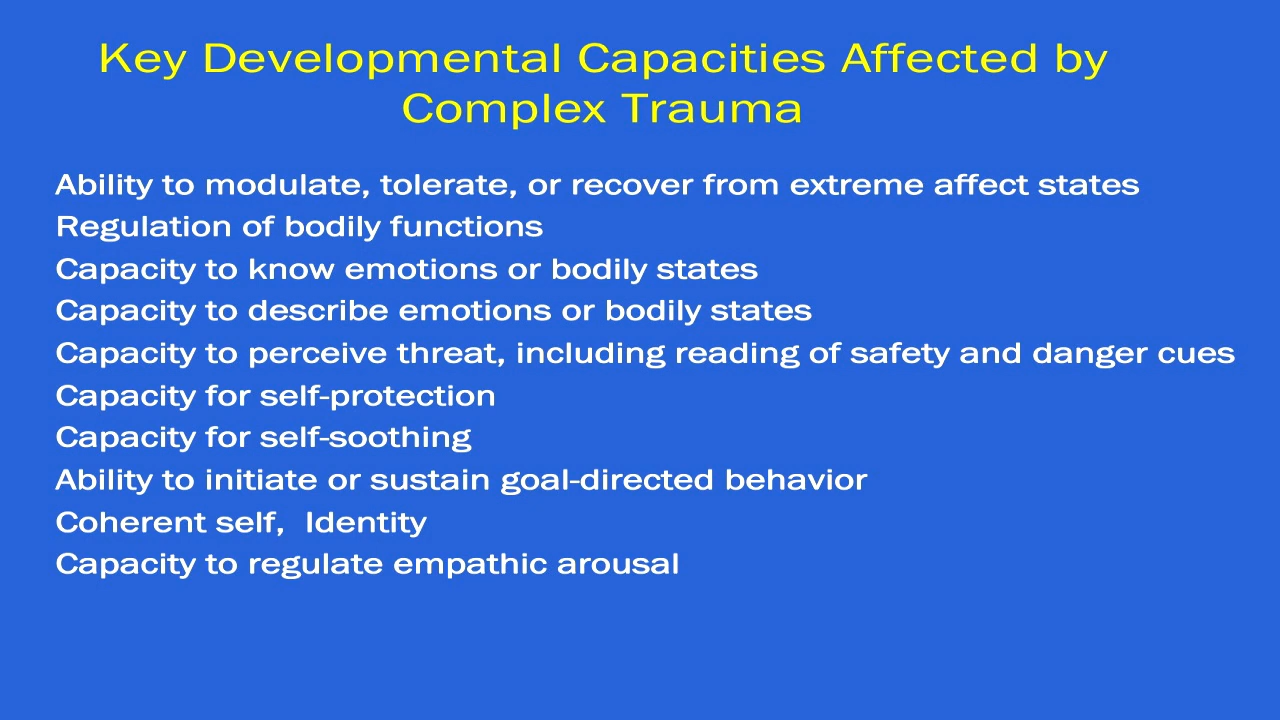 Key Developmental Capacities Affected by
Complex Trauma
Ability to modulate, tolerate, or recover from extreme affect states
Regulation of bodily functions
Capacity to know emotions or bodily states
Capacity to describe emotions or bodily states
Capacity to perceive threat, including reading of safety and danger cues
Capacity for self-protection
Capacity for self-soothing
Ability to initiate or sustain goal-directed behavior
Coherent self,  Identity
Capacity to regulate empathic arousal